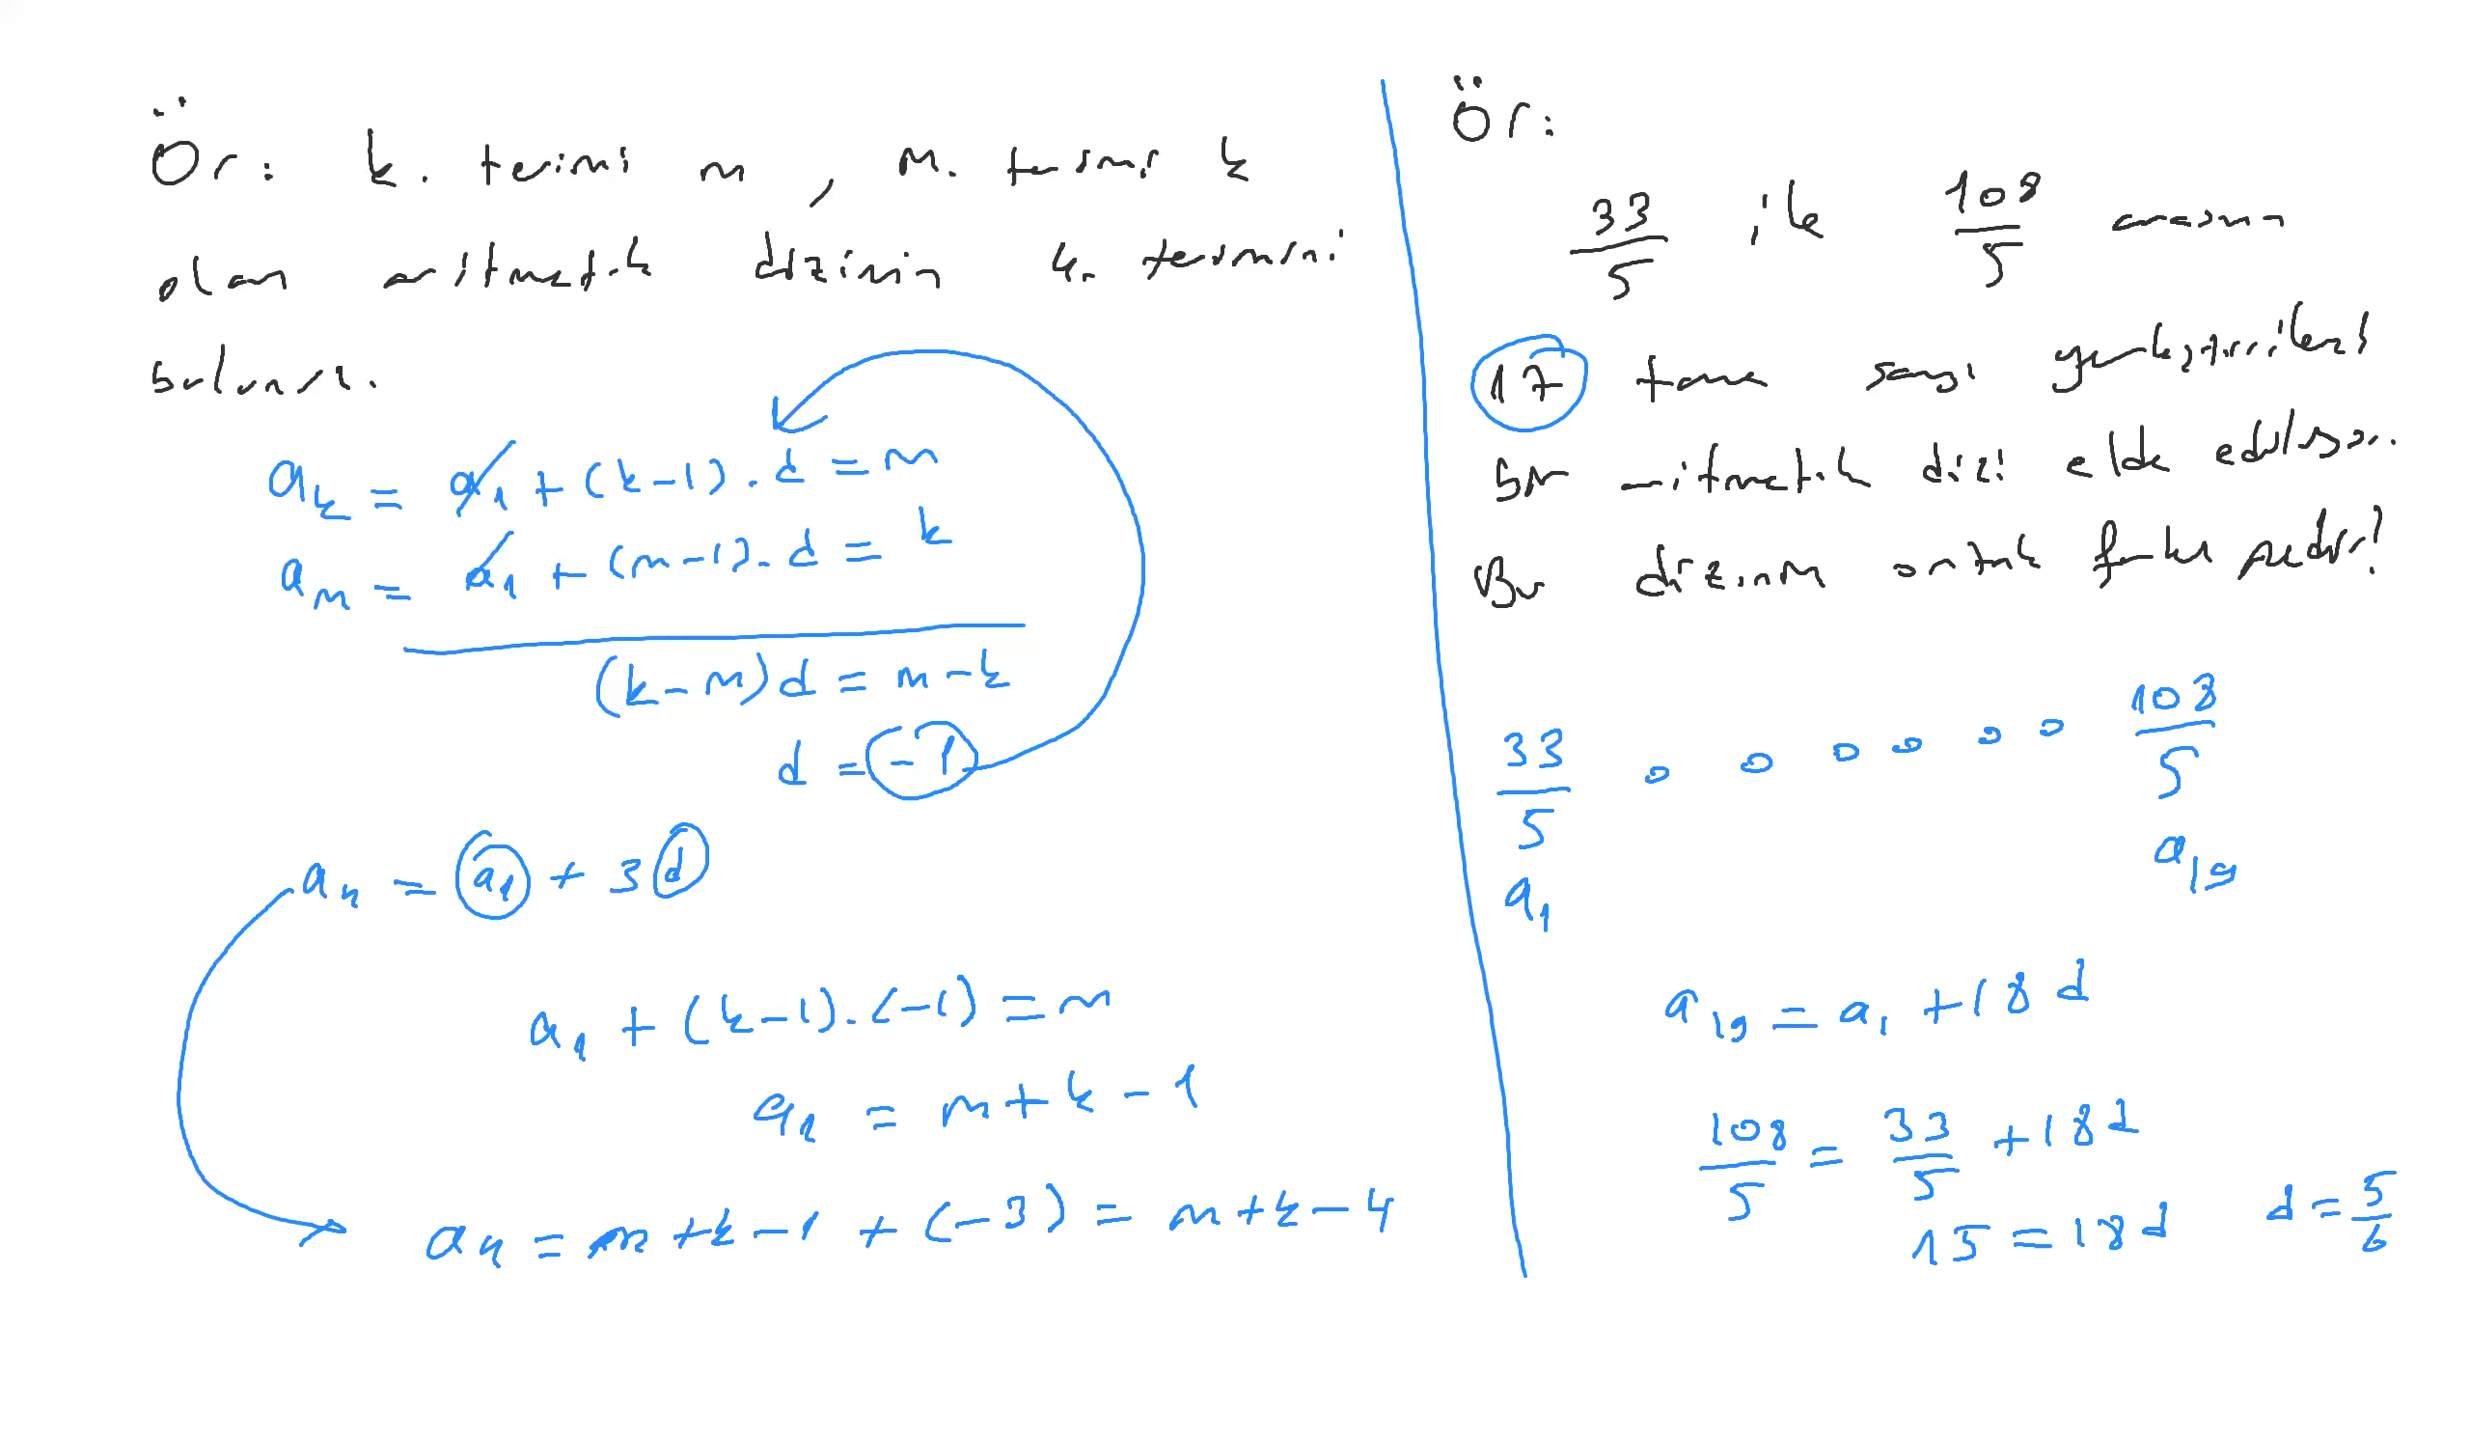 Ör: k. terimi m, m. terimi k
olan aritmetik dizinin 4. terimini
bulunuz.
a_k = a_1 + (k-1).d = m
a_m = a_1 + (m-1).d = k
(k-m)d = m-k
d = -1
a_4 = a_1 + 3d
a_1 + (k-1).(-1) = m
a_1 = m+k-1
a_4 = m+k-1 + (-3) = m+k-4
Ör:
33/5 ile 108/5 arasına
17 tane sayı yerleştirilerek
bir aritmetik dizi elde ediliyor.
Bu dizinin ortak farkı nedir?
33/5 o o o o o o 108/5
a_1 a_19
a_19 = a_1 + 18d
108/5 = 33/5 + 18d
15 = 18d d = 5/6